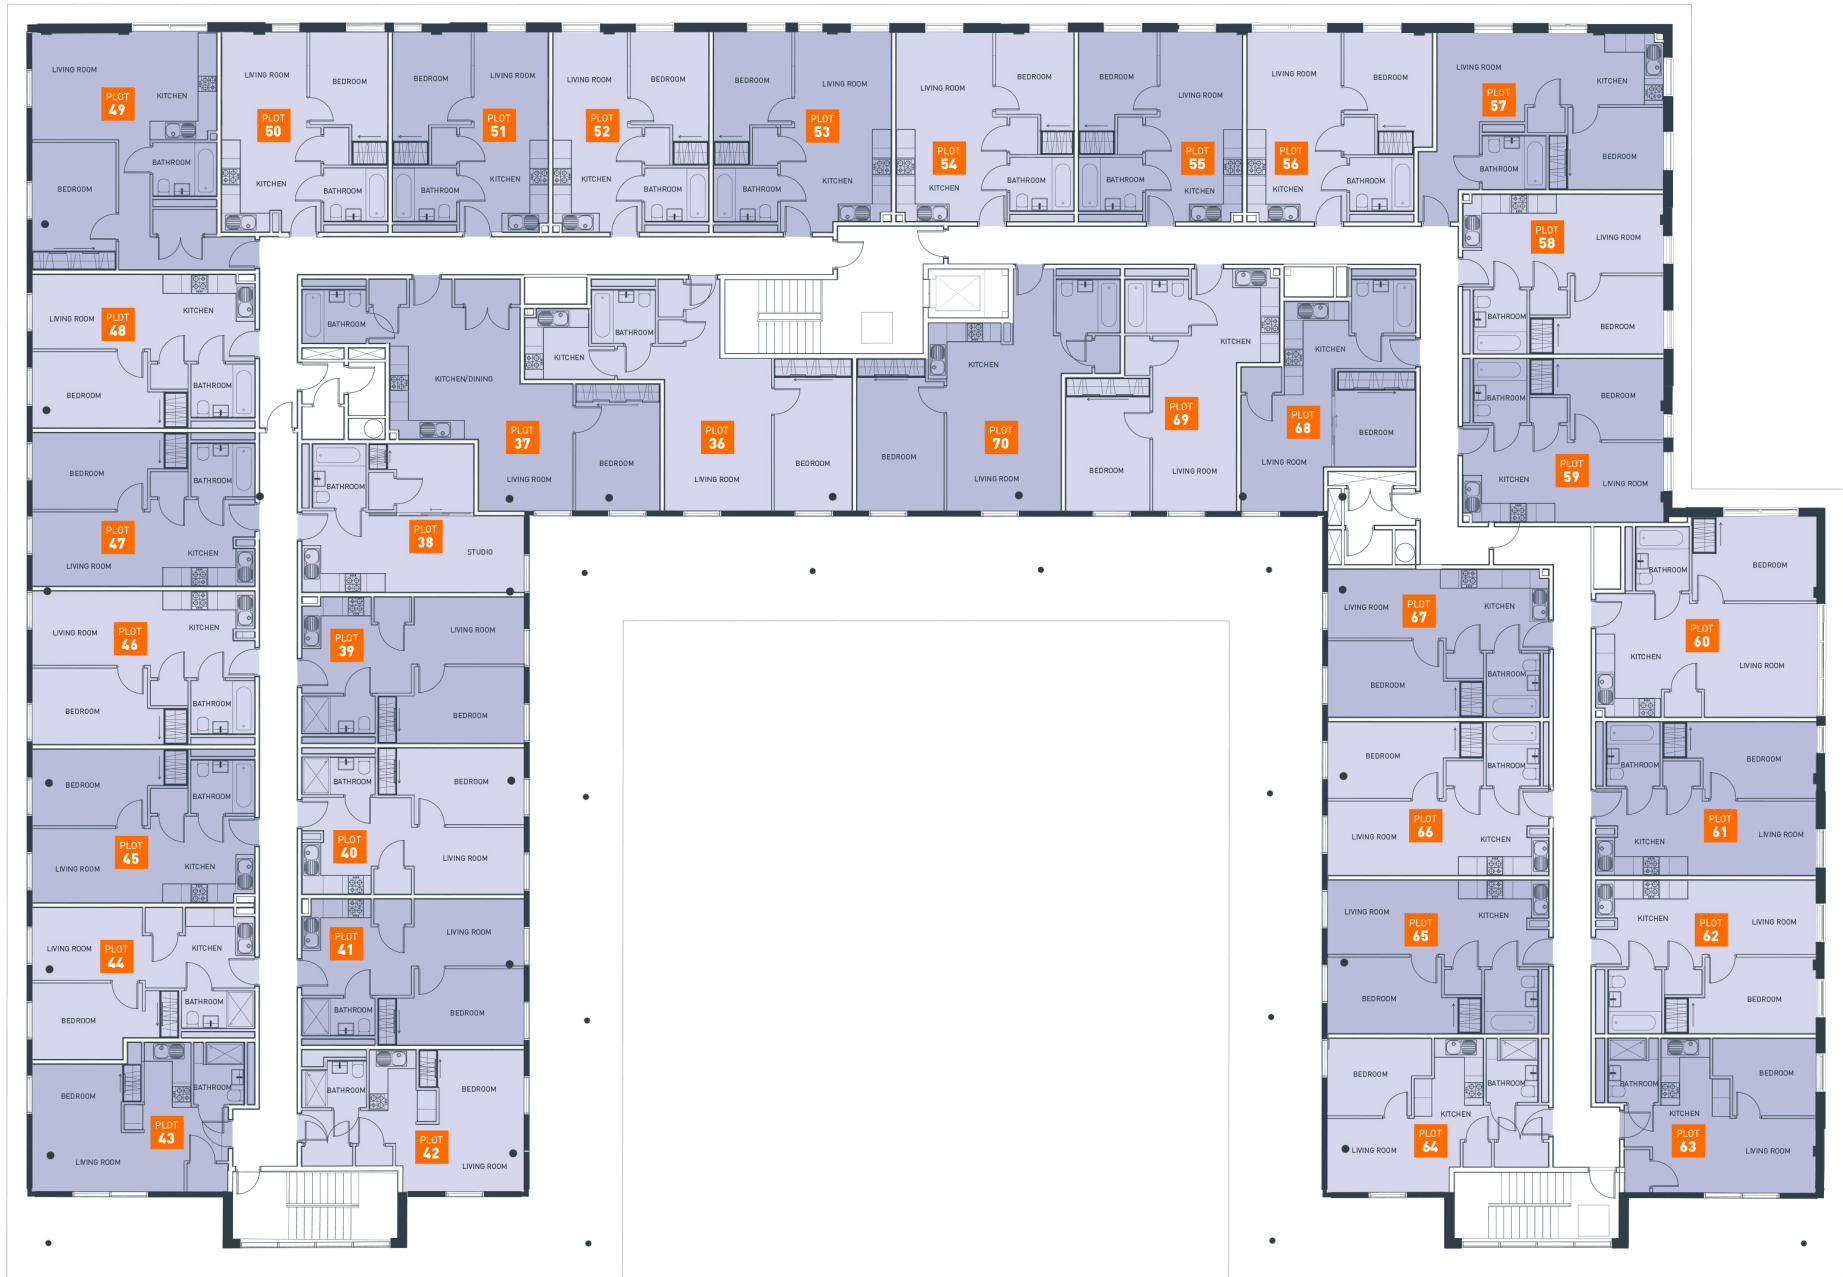 LIVING ROOM
KITCHEN
PLOT
49
BATHROOM
BEDROOM
LIVING ROOM
BEDROOM
PLOT
50
KITCHEN
BATHROOM
BEDROOM
LIVING ROOM
PLOT
51
BATHROOM
KITCHEN
LIVING ROOM
BEDROOM
PLOT
52
KITCHEN
BATHROOM
BEDROOM
LIVING ROOM
PLOT
53
BATHROOM
KITCHEN
LIVING ROOM
BEDROOM
PLOT
54
KITCHEN
BATHROOM
BEDROOM
LIVING ROOM
PLOT
55
BATHROOM
KITCHEN
LIVING ROOM
BEDROOM
PLOT
56
KITCHEN
BATHROOM
LIVING ROOM
KITCHEN
PLOT
57
BATHROOM
BEDROOM
PLOT
58
LIVING ROOM
BATHROOM
BEDROOM
BATHROOM
BEDROOM
PLOT
59
KITCHEN
LIVING ROOM
LIVING ROOM
PLOT
48
KITCHEN
BEDROOM
BATHROOM
BEDROOM
BATHROOM
PLOT
47
KITCHEN
LIVING ROOM
LIVING ROOM
PLOT
46
KITCHEN
BEDROOM
BATHROOM
BEDROOM
BATHROOM
PLOT
45
LIVING ROOM
KITCHEN
LIVING ROOM
PLOT
44
KITCHEN
BATHROOM
BEDROOM
BEDROOM
BATHROOM
PLOT
43
LIVING ROOM
BATHROOM
KITCHEN/DINING
PLOT
37
LIVING ROOM
BEDROOM
BATHROOM
KITCHEN
PLOT
36
LIVING ROOM
BEDROOM
KITCHEN
PLOT
70
BEDROOM
LIVING ROOM
KITCHEN
PLOT
69
BEDROOM
LIVING ROOM
KITCHEN
PLOT
68
BEDROOM
LIVING ROOM
BATHROOM
PLOT
38
STUDIO
PLOT
39
LIVING ROOM
BATHROOM
BEDROOM
BATHROOM
BEDROOM
PLOT
40
LIVING ROOM
PLOT
41
LIVING ROOM
BATHROOM
BEDROOM
BATHROOM
BEDROOM
PLOT
42
LIVING ROOM
LIVING ROOM
PLOT
67
KITCHEN
BEDROOM
BATHROOM
BEDROOM
BATHROOM
PLOT
66
LIVING ROOM
KITCHEN
LIVING ROOM
PLOT
65
KITCHEN
BEDROOM
BEDROOM
BATHROOM
KITCHEN
PLOT
64
LIVING ROOM
BATHROOM
BEDROOM
PLOT
60
KITCHEN
LIVING ROOM
BATHROOM
BEDROOM
PLOT
61
LIVING ROOM
KITCHEN
KITCHEN
PLOT
62
LIVING ROOM
BEDROOM
BATHROOM
BEDROOM
KITCHEN
PLOT
63
LIVING ROOM